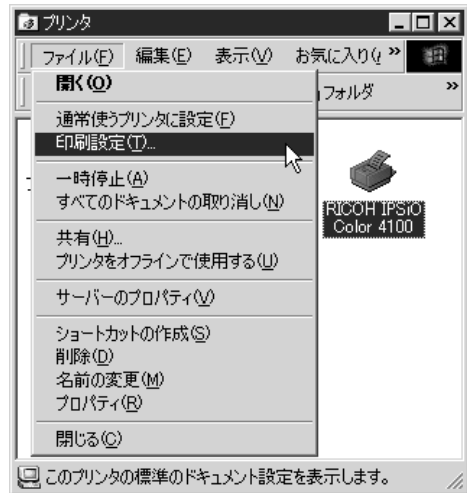 プリンタ
ファイル(F) 編集(E) 表示(V) お気に入り(
開く(O)
フォルダ
通常使うプリンタに設定(F)
印刷設定(T)...
一時停止(A)
すべてのドキュメントの取り消し(N)
共有(H)...
プリンタをオフラインで使用する(U)
サーバーのプロパティ(V)
ショートカットの作成(S)
削除(D)
名前の変更(M)
プロパティ(R)
閉じる(C)
RICOH IPSiO
Color 4100
このプリンタの標準のドキュメント設定を表示します。